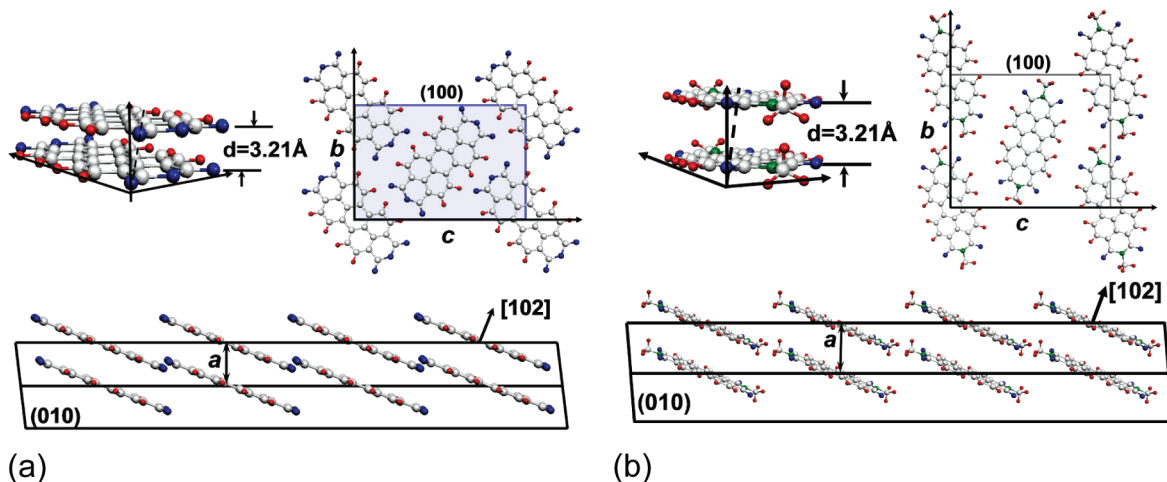 (100)
d=3.21Å
b
c
[102]
a
(010)
(a)
(100)
d=3.21Å
b
c
[102]
a
(010)
(b)